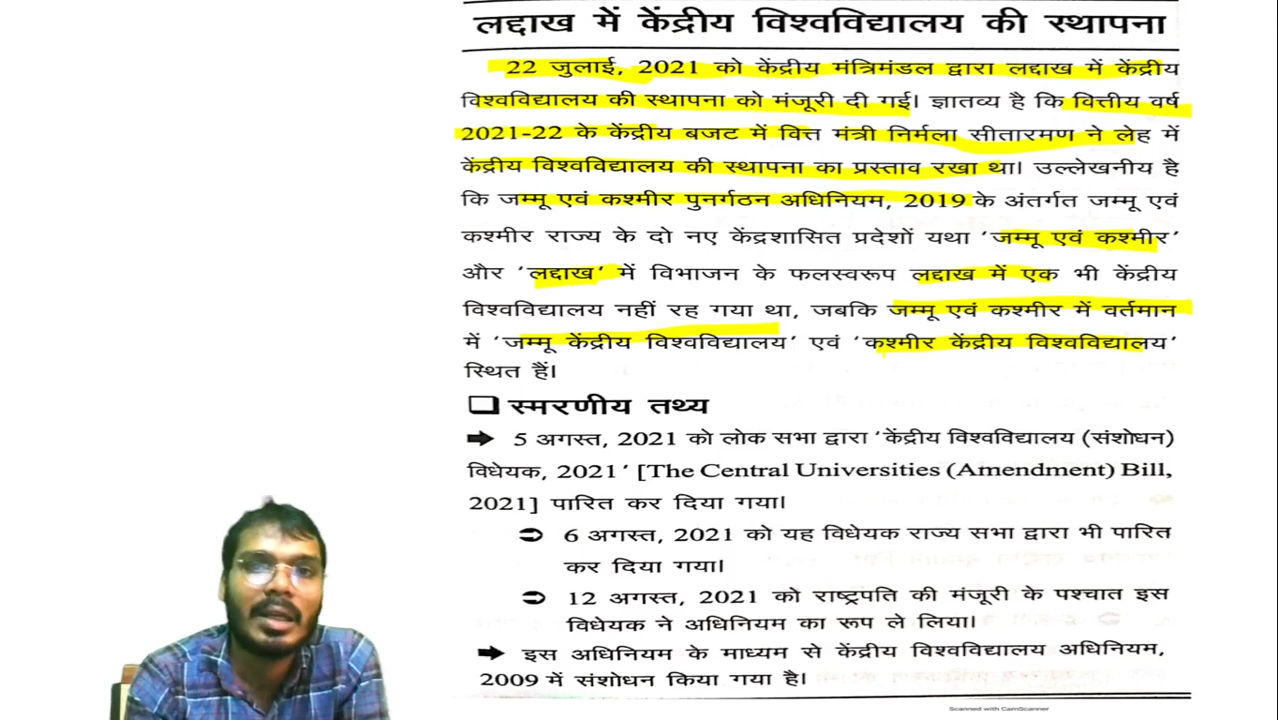 लद्दाख में केंद्रीय विश्वविद्यालय की स्थापना
22 जुलाई, 2021 को केंद्रीय मंत्रिमंडल द्वारा लद्दाख में केंद्रीय
विश्वविद्यालय की स्थापना को मंजूरी दी गई। ज्ञातव्य है कि वित्तीय वर्ष
2021-22 के केंद्रीय बजट में वित्त मंत्री निर्मला सीतारमण ने लेह में
केंद्रीय विश्वविद्यालय की स्थापना का प्रस्ताव रखा था। उल्लेखनीय है
कि जम्मू एवं कश्मीर पुनर्गठन अधिनियम, 2019 के अंतर्गत जम्मू एवं
कश्मीर राज्य के दो नए केंद्रशासित प्रदेशों यथा 'जम्मू एवं कश्मीर'
और 'लद्दाख' में विभाजन के फलस्वरूप लद्दाख में एक भी केंद्रीय
विश्वविद्यालय नहीं रह गया था, जबकि जम्मू एवं कश्मीर में वर्तमान
में 'जम्मू केंद्रीय विश्वविद्यालय' एवं 'कश्मीर केंद्रीय विश्वविद्यालय'
स्थित हैं।
❑ स्मरणीय तथ्य
➡ 5 अगस्त, 2021 को लोक सभा द्वारा 'केंद्रीय विश्वविद्यालय (संशोधन)
विधेयक, 2021' [The Central Universities (Amendment) Bill,
2021] पारित कर दिया गया।
➲ 6 अगस्त, 2021 को यह विधेयक राज्य सभा द्वारा भी पारित
कर दिया गया।
➲ 12 अगस्त, 2021 को राष्ट्रपति की मंजूरी के पश्चात इस
विधेयक ने अधिनियम का रूप ले लिया।
➡ इस अधिनियम के माध्यम से केंद्रीय विश्वविद्यालय अधिनियम,
2009 में संशोधन किया गया है।
Scanned with CamScanner